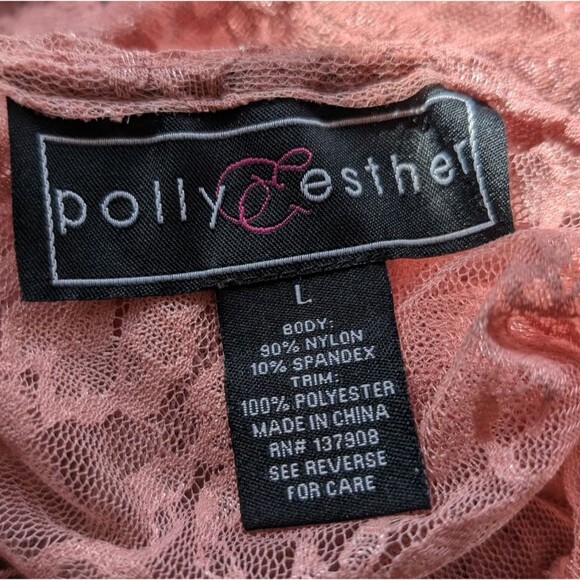 polly & esther
L
BODY:
90% NYLON
10% SPANDEX
TRIM:
100% POLYESTER
MADE IN CHINA
RN# 137908
SEE REVERSE
FOR CARE